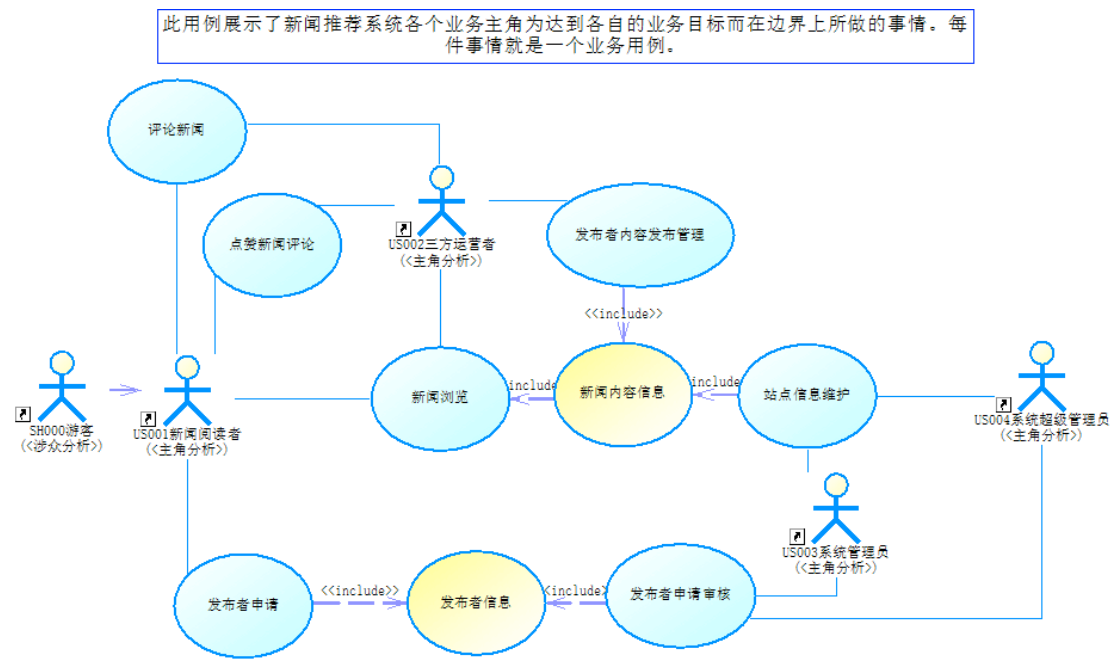 此用例展示了新闻推荐系统各个业务主角为达到各自的业务目标而在边界上所做的事情。每
件事情就是一个业务用例。
评论新闻
点赞新闻评论
US002三方运营者
(<主角分析>)
发布者内容发布管理
<<include>>
SH000游客
(<涉众分析>)
US001新闻阅读者
(<主角分析>)
新闻浏览
include
新闻内容信息
include
站点信息维护
US004系统超级管理员
(<主角分析>)
US003系统管理员
(<主角分析>)
发布者申请
<<include>>
发布者信息
<include>
发布者申请审核